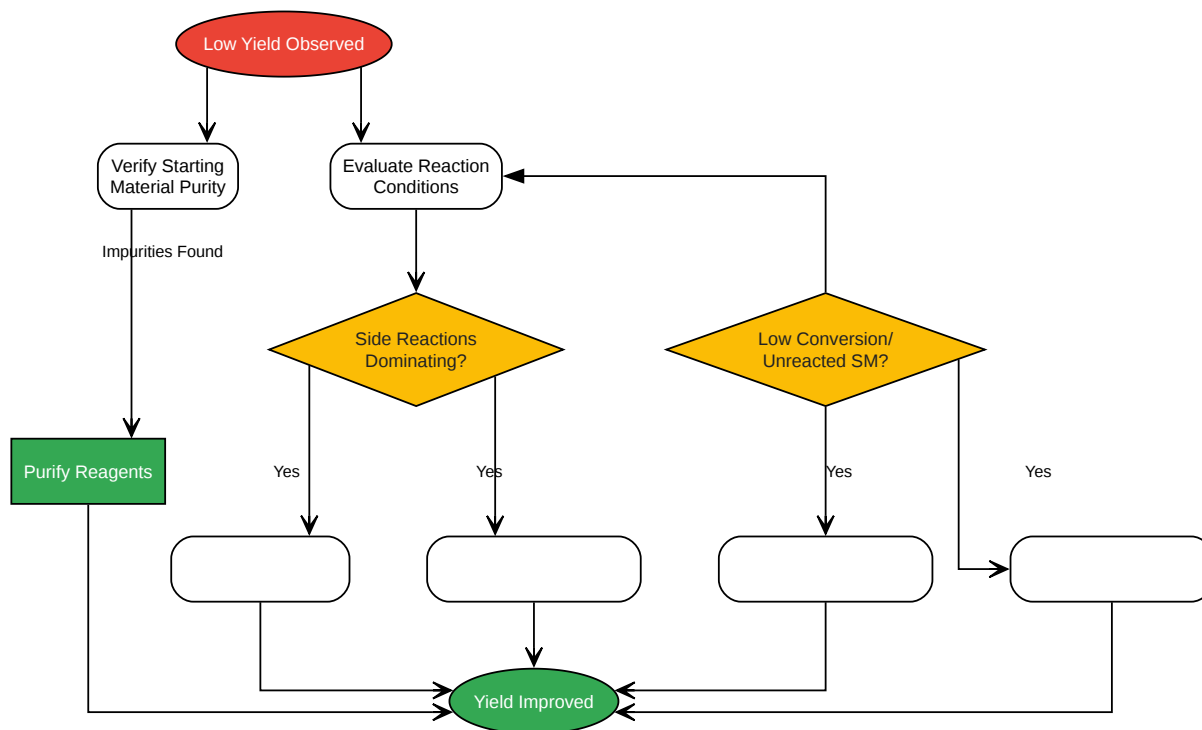 Low Yield Observed
Verify Starting
Material Purity
Evaluate Reaction
Conditions
Impurities Found
Side Reactions
Dominating?
Low Conversion/
Unreacted SM?
Purify Reagents
Yes
Yes
Yes
Yes
Yield Improved